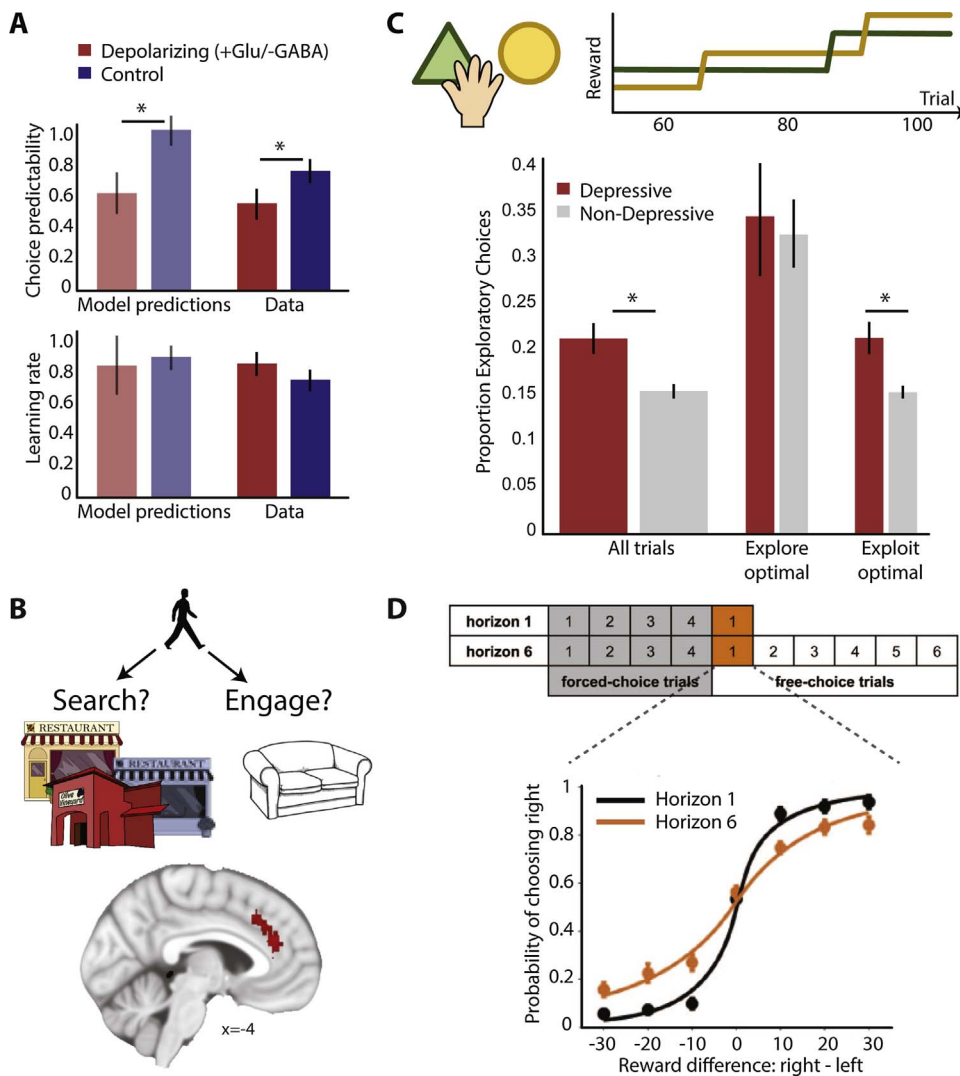 A
Depolarizing (+Glu/-GABA)
Control
Choice predictability
1.0
0.8
0.6
0.4
0.2
0
*
*
Model predictions
Data
Learning rate
1.0
0.8
0.6
0.4
0.2
0
Model predictions
Data
B
Search?
Engage?
RESTAURANT
RESTAURANT
x=-4
C
Reward
Trial
60
80
100
Proportion Exploratory Choices
0.4
0.35
0.3
0.25
0.2
0.15
0.1
0.05
0
Depressive
Non-Depressive
*
*
All trials
Explore
optimal
Exploit
optimal
D
horizon 1 1 2 3 4 1
horizon 6 1 2 3 4 1 2 3 4 5 6
forced-choice trials free-choice trials
Probability of choosing right
1
0.8
0.6
0.4
0.2
0
Horizon 1
Horizon 6
-30 -20 -10 0 10 20 30
Reward difference: right - left